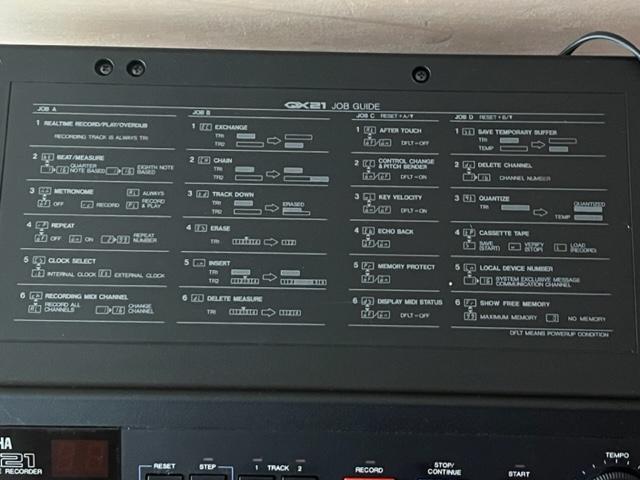 QX21 JOB GUIDE
JOB A
1 REALTIME RECORD/PLAY/OVERDUB
RECORDING TRACK IS ALWAYS TR1
2 BEAT/MEASURE
QUARTER NOTE BASED EIGHTH NOTE BASED
3 METRONOME ALWAYS
OFF RECORD RECORD & PLAY
4 REPEAT
OFF ON REPEAT NUMBER
5 CLOCK SELECT
INTERNAL CLOCK EXTERNAL CLOCK
6 RECORDING MIDI CHANNEL
RECORD ALL CHANNELS CHANGE CHANNEL
JOB B
1 EXCHANGE
TR1
TR2
2 CHAIN
TR1
TR2
3 TRACK DOWN
TR1 ERASED
TR2
4 ERASE
TR1
5 INSERT
TR1
TR2
6 DELETE MEASURE
TR1
JOB C RESET + A/▼
1 AFTER TOUCH
DFLT-OFF
2 CONTROL CHANGE & PITCH BENDER
DFLT-ON
3 KEY VELOCITY
DFLT-ON
4 ECHO BACK
DFLT-OFF
5 MEMORY PROTECT
6 DISPLAY MIDI STATUS
DFLT-OFF
JOB D RESET + B/▼
1 SAVE TEMPORARY BUFFER
TR1
TEMP
2 DELETE CHANNEL
CHANNEL NUMBER
3 QUANTIZE QUANTIZED
TR1 TEMP
4 CASSETTE TAPE
SAVE (START) VERIFY (STOP) LOAD (RECORD)
5 LOCAL DEVICE NUMBER
SYSTEM EXCLUSIVE MESSAGE COMMUNICATION CHANNEL
6 SHOW FREE MEMORY
MAXIMUM MEMORY NO MEMORY
DFLT MEANS POWERUP CONDITION
HA
21
RECORDER
RESET STEP 1 TRACK 2 RECORD STOP/
CONTINUE START TEMPO